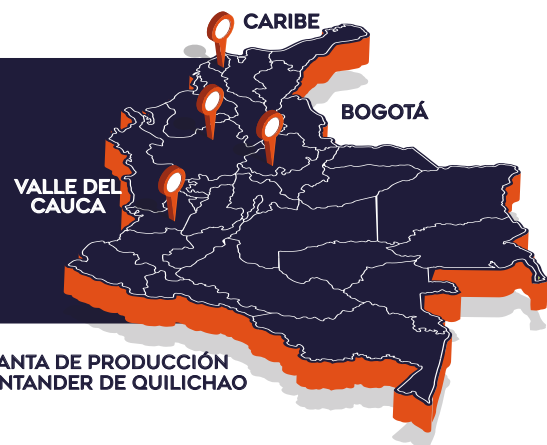 CARIBE
BOGOTÁ
VALLE DEL
CAUCA
ANTA DE PRODUCCIÓN
NTANDER DE QUILICHAO